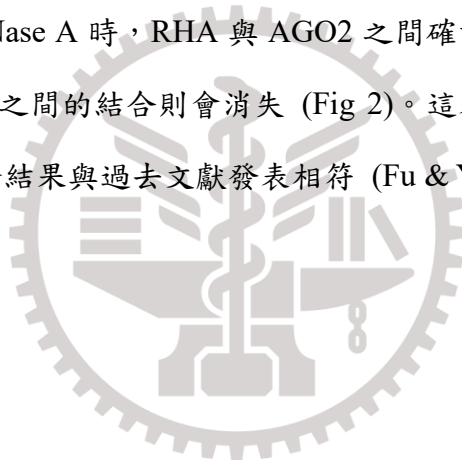 Nase A 時，RHA 與 AGO2 之間確
之間的結合則會消失 (Fig 2)。這
結果與過去文獻發表相符 (Fu & Y